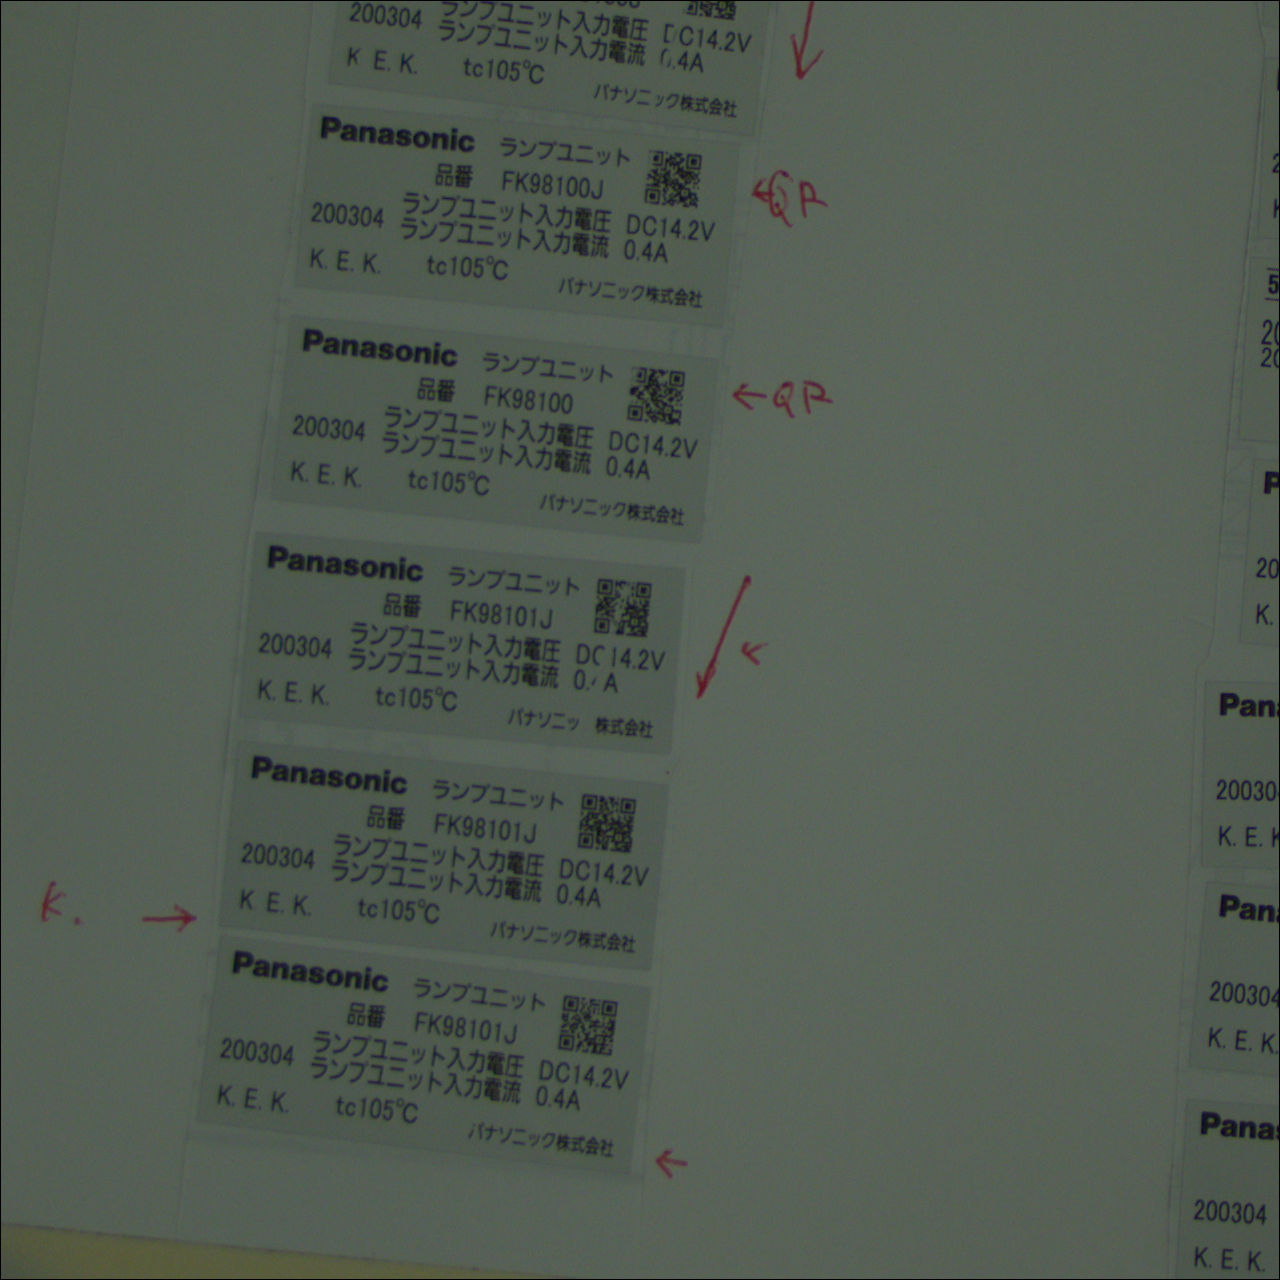 200304 ランプユニット入力電圧 DC14.2V
ランプユニット入力電流 .4A
K E. K. tc105℃
パナソニック株式会社
Panasonic ランプユニット
品番 FK98100J
←QR
200304 ランプユニット入力電圧 DC14.2V
ランプユニット入力電流 0.4A
K. E. K. tc105℃
パナソニック株式会社
Panasonic ランプユニット
品番 FK98100
←QR
200304 ランプユニット入力電圧 DC14.2V
ランプユニット入力電流 0.4A
K. E. K. tc105℃
パナソニック株式会社
Panasonic ランプユニット
品番 FK98101J
200304 ランプユニット入力電圧 DC14.2V
ランプユニット入力電流 0. A
K. E. K. tc105℃
パナソニッ 株式会社
Panasonic ランプユニット
品番 FK98101J
200304 ランプユニット入力電圧 DC14.2V
ランプユニット入力電流 0.4A
K. →
K E. K. tc105℃
パナソニック株式会社
Panasonic ランプユニット
品番 FK98101J
200304 ランプユニット入力電圧 DC14.2V
ランプユニット入力電流 0.4A
K. E. K. tc105℃
パナソニック株式会社
←
20
K.
Pan
20030
K. E. K
Pan
200304
K. E. K.
Panas
200304
K. E. K.